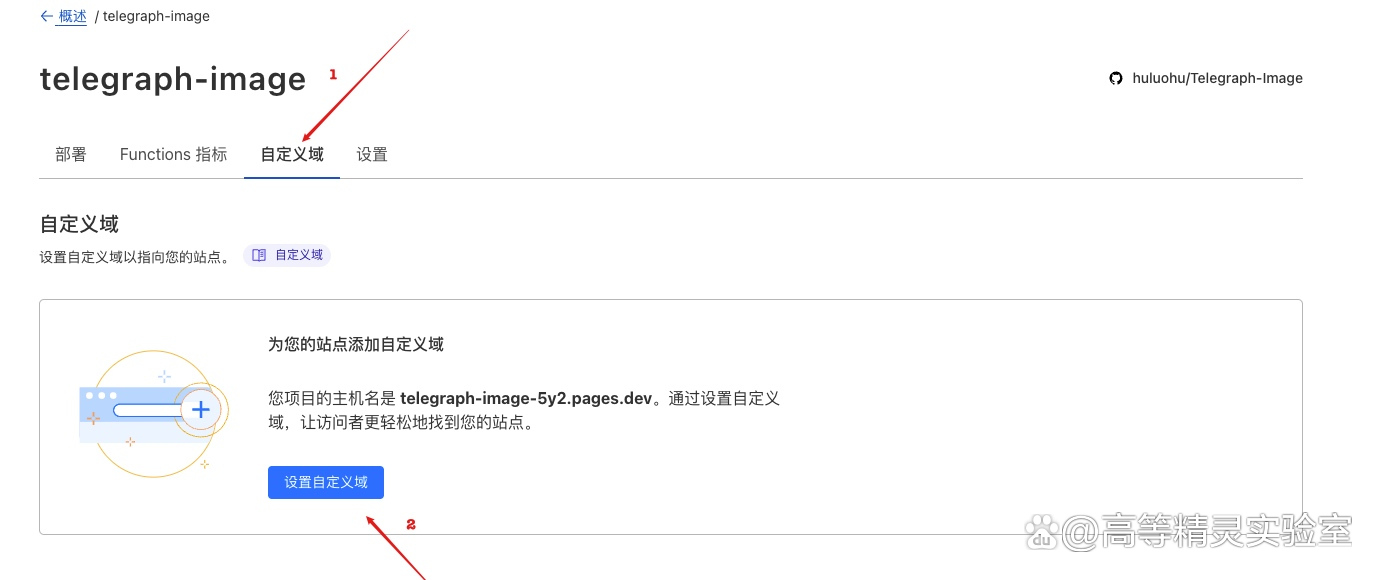 概述 / telegraph-image
telegraph-image
1
huluohu/Telegraph-Image
部署 Functions 指标 自定义域 设置
自定义域
设置自定义域以指向您的站点。 自定义域
为您的站点添加自定义域
您项目的主机名是 telegraph-image-5y2.pages.dev。通过设置自定义
域，让访问者更轻松地找到您的站点。
设置自定义域
2
du @高等精灵实验室